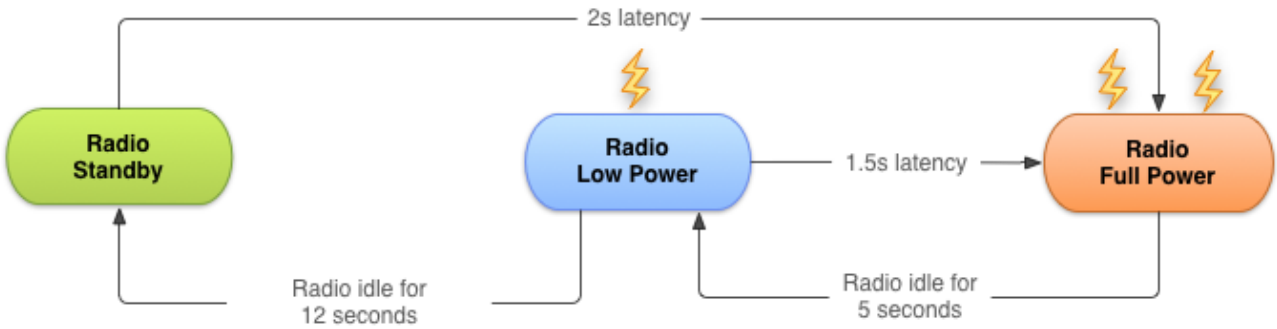 2s latency
Radio
Standby
Radio
Low Power
1.5s latency
Radio
Full Power
Radio idle for
12 seconds
Radio idle for
5 seconds